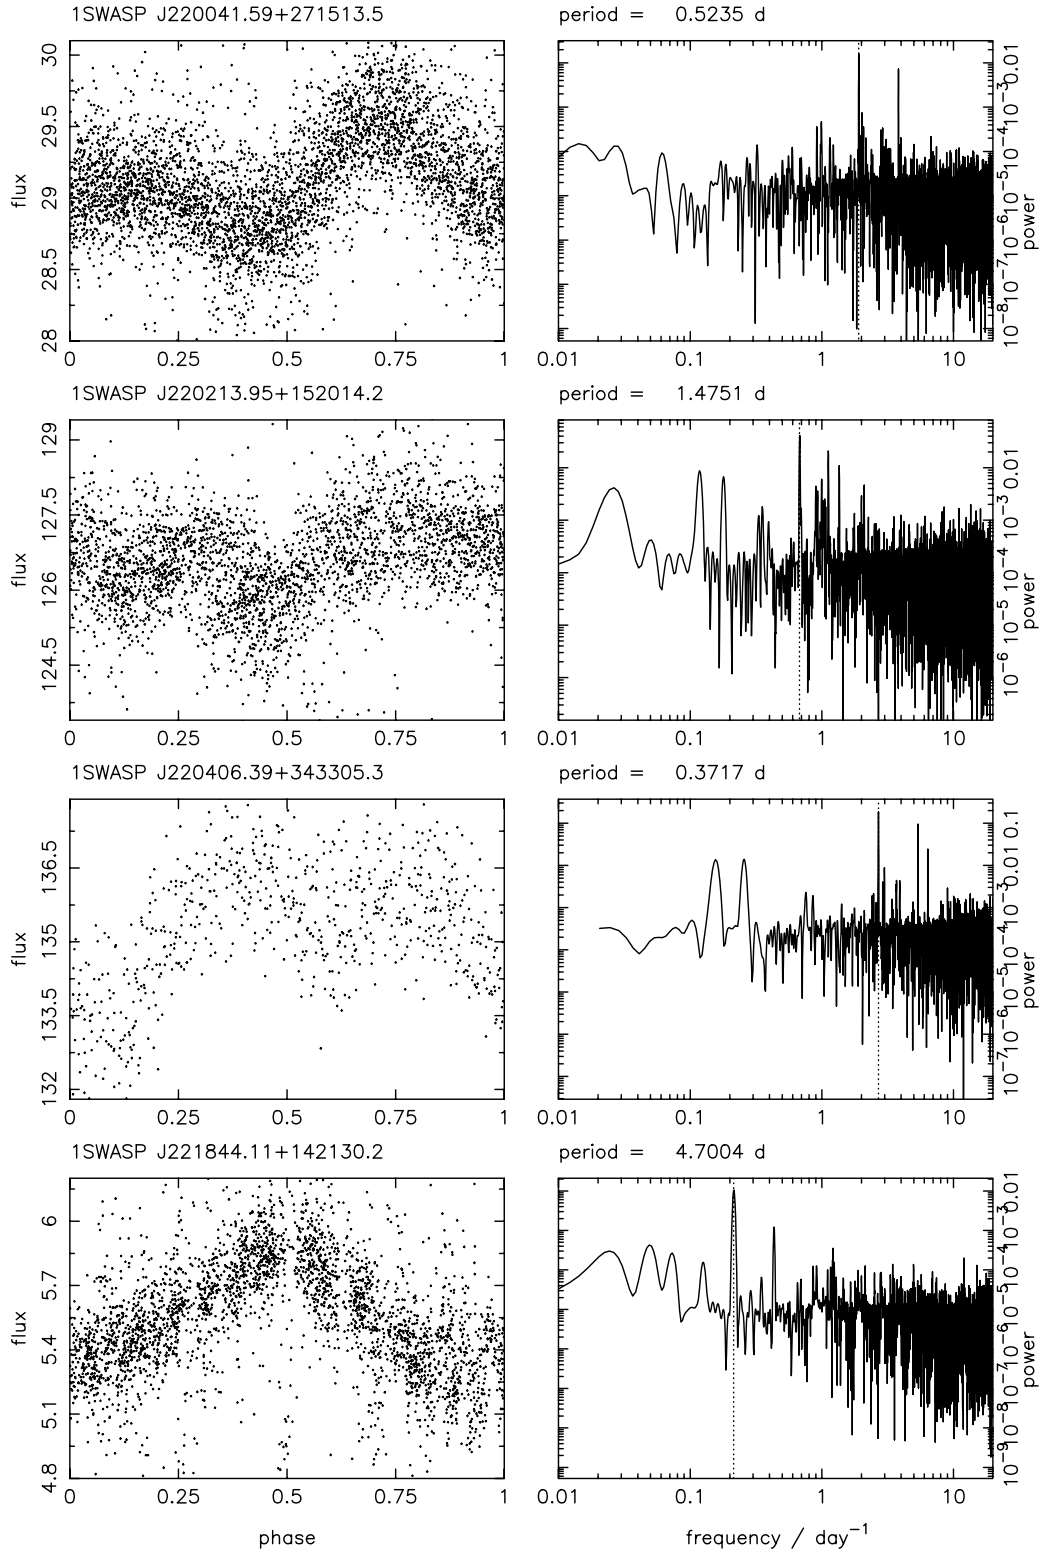 1SWASP J220041.59+271513.5 period = 0.5235 d
flux 28 28.5 29 29.5 30
0 0.25 0.5 0.75 1
power 10−8 10−7 10−6 10−5 10−4 10−3 0.01
0.01 0.1 1 10
1SWASP J220213.95+152014.2 period = 1.4751 d
flux 124.5 126 127.5 129
0 0.25 0.5 0.75 1
power 10−6 10−5 10−4 10−3 0.01
0.01 0.1 1 10
1SWASP J220406.39+343305.3 period = 0.3717 d
flux 132 133.5 135 136.5
0 0.25 0.5 0.75 1
power 10−7 10−6 10−5 10−4 10−3 0.01 0.1
0.01 0.1 1 10
1SWASP J221844.11+142130.2 period = 4.7004 d
flux 4.8 5.1 5.4 5.7 6
0 0.25 0.5 0.75 1
power 10−9 10−8 10−7 10−6 10−5 10−4 10−3 0.01
0.01 0.1 1 10
phase frequency / day−1